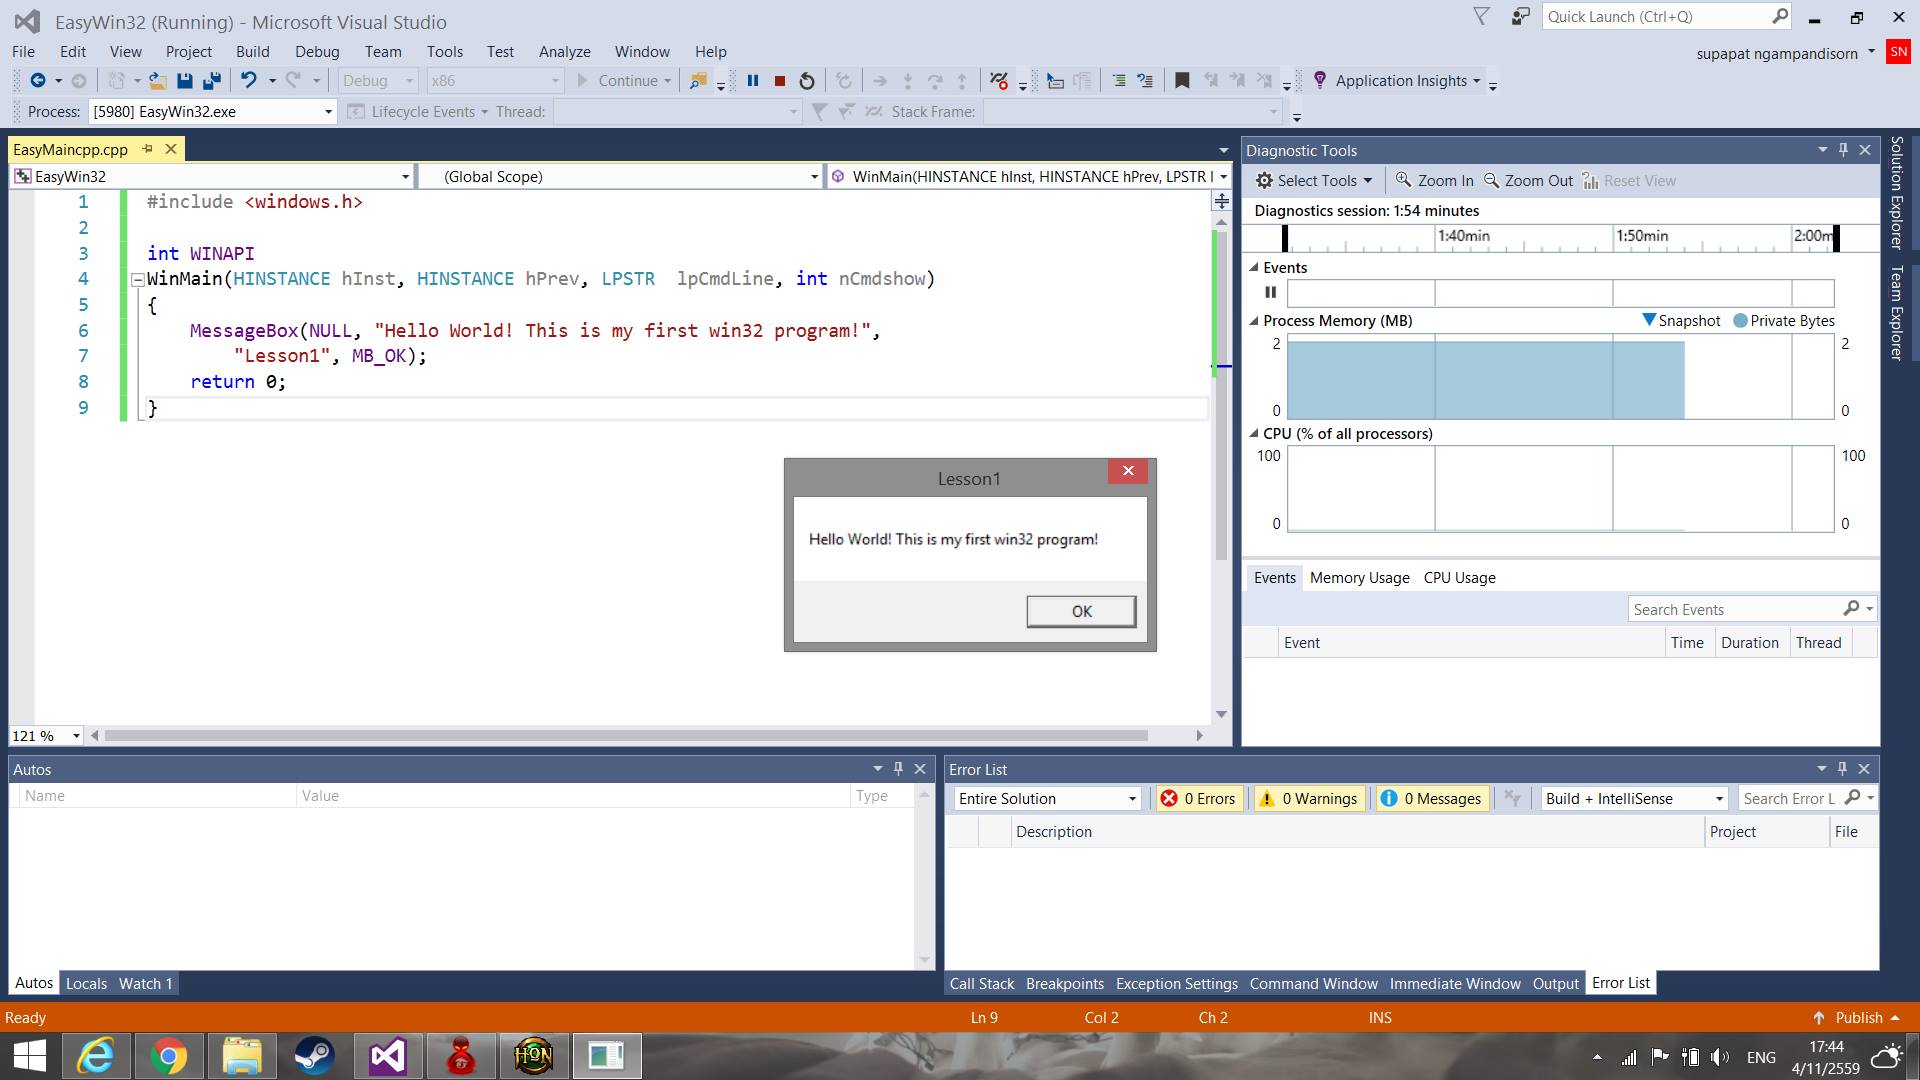 EasyWin32 (Running) - Microsoft Visual Studio
Quick Launch (Ctrl+Q)
File Edit View Project Build Debug Team Tools Test Analyze Window Help
supapat ngampandisorn SN
Debug x86 Continue Application Insights
Process: [5980] EasyWin32.exe Lifecycle Events Thread: Stack Frame:
EasyMaincpp.cpp
EasyWin32 (Global Scope) WinMain(HINSTANCE hInst, HINSTANCE hPrev, LPSTR l
1 #include <windows.h>
2
3 int WINAPI
4 WinMain(HINSTANCE hInst, HINSTANCE hPrev, LPSTR  lpCmdLine, int nCmdshow)
5 {
6 MessageBox(NULL, "Hello World! This is my first win32 program!",
7 "Lesson1", MB_OK);
8 return 0;
9 }
Lesson1
Hello World! This is my first win32 program!
OK
121 %
Diagnostic Tools
Select Tools Zoom In Zoom Out Reset View
Diagnostics session: 1:54 minutes
1:40min 1:50min 2:00m
Events
Process Memory (MB) Snapshot Private Bytes
2 2
0 0
CPU (% of all processors)
100 100
0 0
Events Memory Usage CPU Usage
Search Events
Event Time Duration Thread
Solution Explorer
Team Explorer
Autos
Name Value Type
Autos Locals Watch 1
Error List
Entire Solution 0 Errors 0 Warnings 0 Messages Build + IntelliSense Search Error L
Description Project File
Call Stack Breakpoints Exception Settings Command Window Immediate Window Output Error List
Ready Ln 9 Col 2 Ch 2 INS Publish
HON
ENG
17:44
4/11/2559